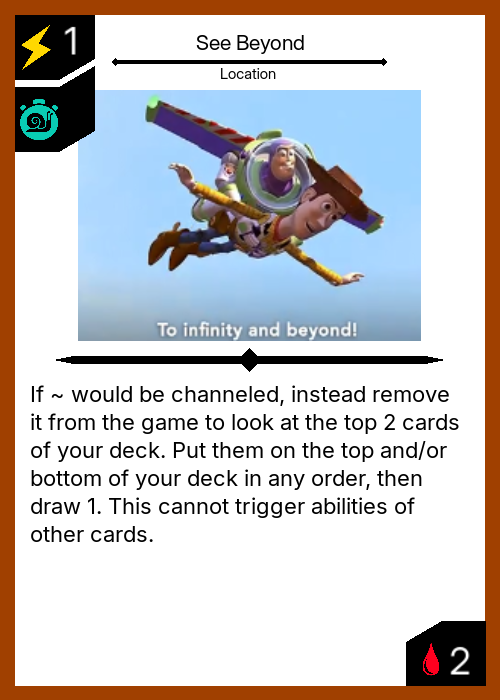 1
See Beyond
Location
To infinity and beyond!
If ~ would be channeled, instead remove
it from the game to look at the top 2 cards
of your deck. Put them on the top and/or
bottom of your deck in any order, then
draw 1. This cannot trigger abilities of
other cards.
2